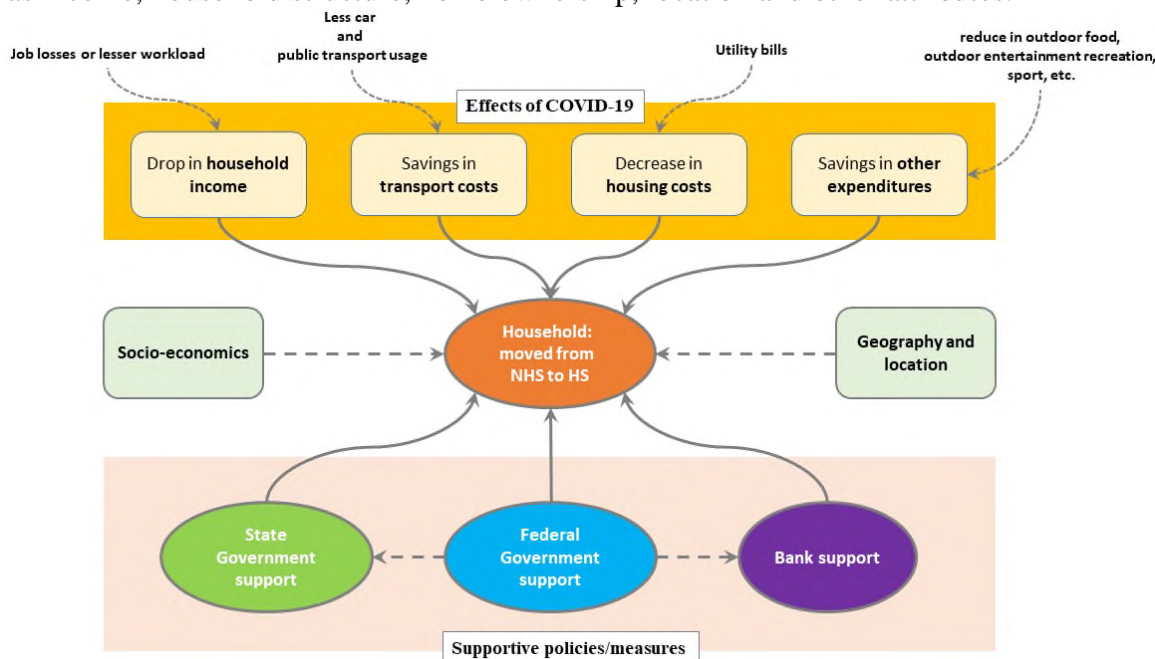 Less car
and
public transport usage
Job losses or lesser workload
Utility bills
reduce in outdoor food,
outdoor entertainment recreation,
sport, etc.
Effects of COVID-19
Drop in household
income
Savings in
transport costs
Decrease in
housing costs
Savings in other
expenditures
Socio-economics
Household:
moved from
NHS to HS
Geography and
location
State
Government
support
Federal
Government
support
Bank support
Supportive policies/measures